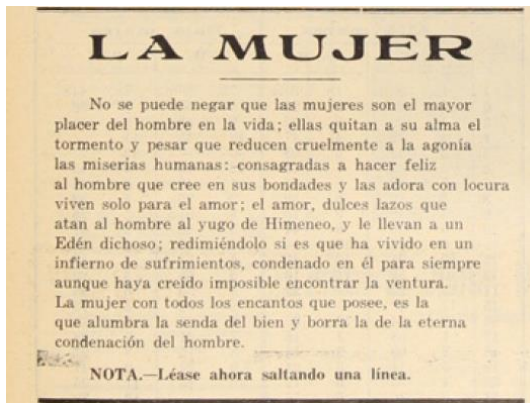 LA MUJER
No se puede negar que las mujeres son el mayor
placer del hombre en la vida; ellas quitan a su alma el
tormento y pesar que reducen cruelmente a la agonía
las miserias humanas: consagradas a hacer feliz
al hombre que cree en sus bondades y las adora con locura
viven solo para el amor; el amor, dulces lazos que
atan al hombre al yugo de Himeneo, y le llevan a un
Edén dichoso; redimiéndolo si es que ha vivido en un
infierno de sufrimientos, condenado en él para siempre
aunque haya creído imposible encontrar la ventura.
La mujer con todos los encantos que posee, es la
que alumbra la senda del bien y borra la de la eterna
condenación del hombre.
NOTA.—Léase ahora saltando una línea.